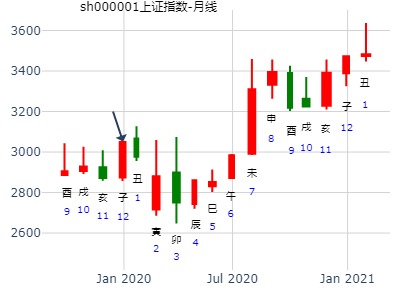 sh000001上证指数-月线
3600
3400
3200
3000
2800
2600
酉
9
戌
10
亥
11
子
12
丑
1
寅
2
卯
3
辰
4
巳
5
午
6
未
7
申
8
酉
9
戌
10
亥
11
子
12
丑
1
Jan 2020
Jul 2020
Jan 2021